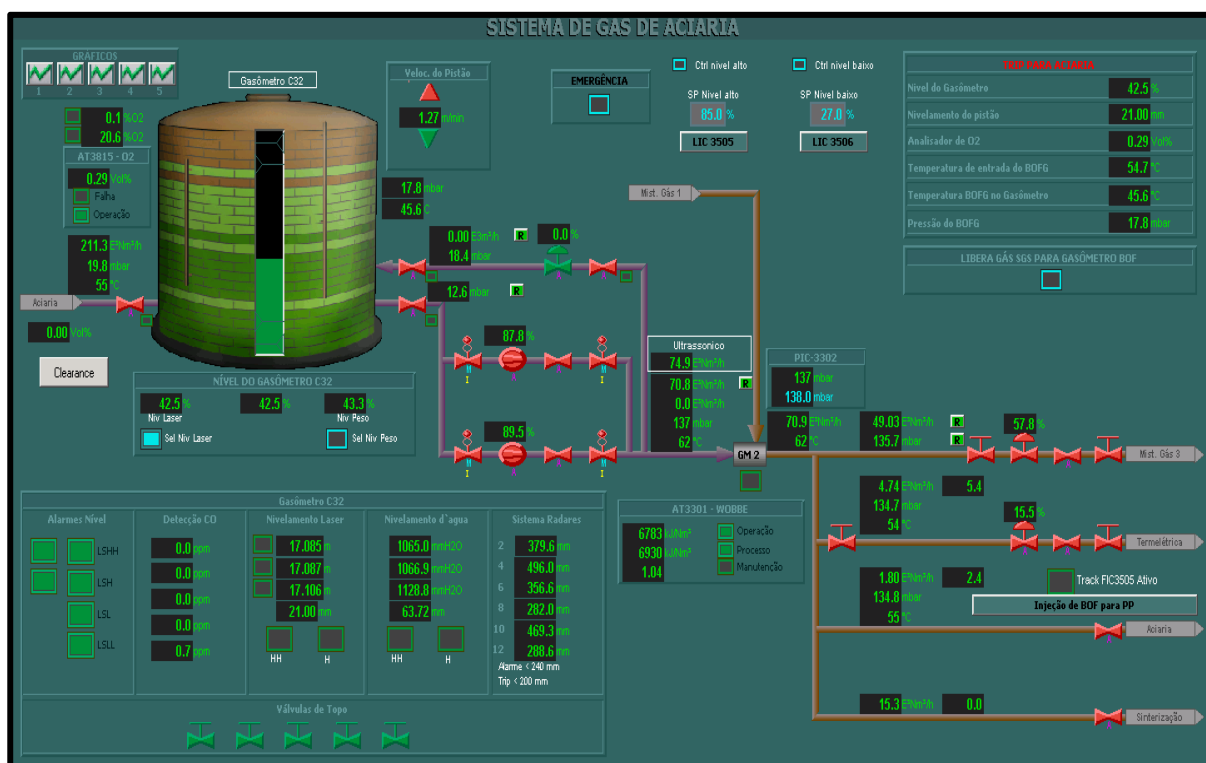 SISTEMA DE GÁS DE ACIARIA
GRÁFICOS
1 2 3 4 5
Gasômetro C32
Veloc. do Pistão
1.27 m/min
EMERGÊNCIA
Ctrl nivel alto
Ctrl nivel baixo
SP Nivel alto
SP Nivel baixo
85.0 %
27.0 %
LIC 3505
LIC 3506
TRIP PARA ACIARIA
Nível do Gasômetro 42.5 %
Nivelamento do pistão 21.00 mm
Analisador de O2 0.29 Vol%
Temperatura de entrada do BOFG 54.7 °C
Temperatura BOFG no Gasômetro 45.6 °C
Pressão do BOFG 17.8 mbar
LIBERA GÁS SGS PARA GASÔMETRO BOF
0.1 %O2
20.6 %O2
AT3815 - O2
0.29 Vol%
Falha
Operação
211.3 E³Nm³/h
19.8 mbar
55 °C
Aciaria
0.00 Vol%
Clearance
17.8 mbar
45.6 C
Mist. Gás 1
0.00 E3m³/h R 0.0 %
18.4 mbar
12.6 mbar R
87.8 %
M
I
M
I
89.5 %
M
I
M
I
NÍVEL DO GASÔMETRO C32
42.5 % 42.5 % 43.3 %
Niv Laser Niv Peso
Sel Niv Laser Sel Niv Peso
Ultrassonico
74.9 E³Nm³/h
70.8 E³Nm³/h R
0.0 E³Nm³/h
137 mbar
62 °C
GM 2
PIC-3302
137 mbar
138.0 mbar
70.9 E³Nm³/h
62 °C
49.03 E³Nm³/h R
135.7 mbar R
57.8 %
Mist. Gás 3
4.74 E³Nm³/h 5.4
134.7 mbar
54 °C
15.5 %
Termelétrica
1.80 E³Nm³/h 2.4
134.8 mbar
55 °C
Track FIC3505 Ativo
Injeção de BOF para PP
Aciaria
15.3 E³Nm³/h 0.0
Sinterização
AT3301 - WOBBE
6783 kJ/Nm³ Operação
6930 kJ/Nm³ Processo
1.04 Manutenção
Gasômetro C32
Alarmes Nível
LSHH
LSH
LSL
LSLL
Detecção CO
0.0 ppm
0.0 ppm
0.0 ppm
0.0 ppm
0.7 ppm
Nivelamento Laser
17.085 m
17.087 m
17.106 m
21.00 mm
HH H
Nivelamento d'agua
1065.0 mmH2O
1066.9 mmH2O
1128.8 mmH2O
63.72 mm
HH H
Sistema Radares
2 379.6 mm
4 496.0 mm
6 356.6 mm
8 282.0 mm
10 469.3 mm
12 288.6 mm
Alarme < 240 mm
Trip < 200 mm
Válvulas de Topo